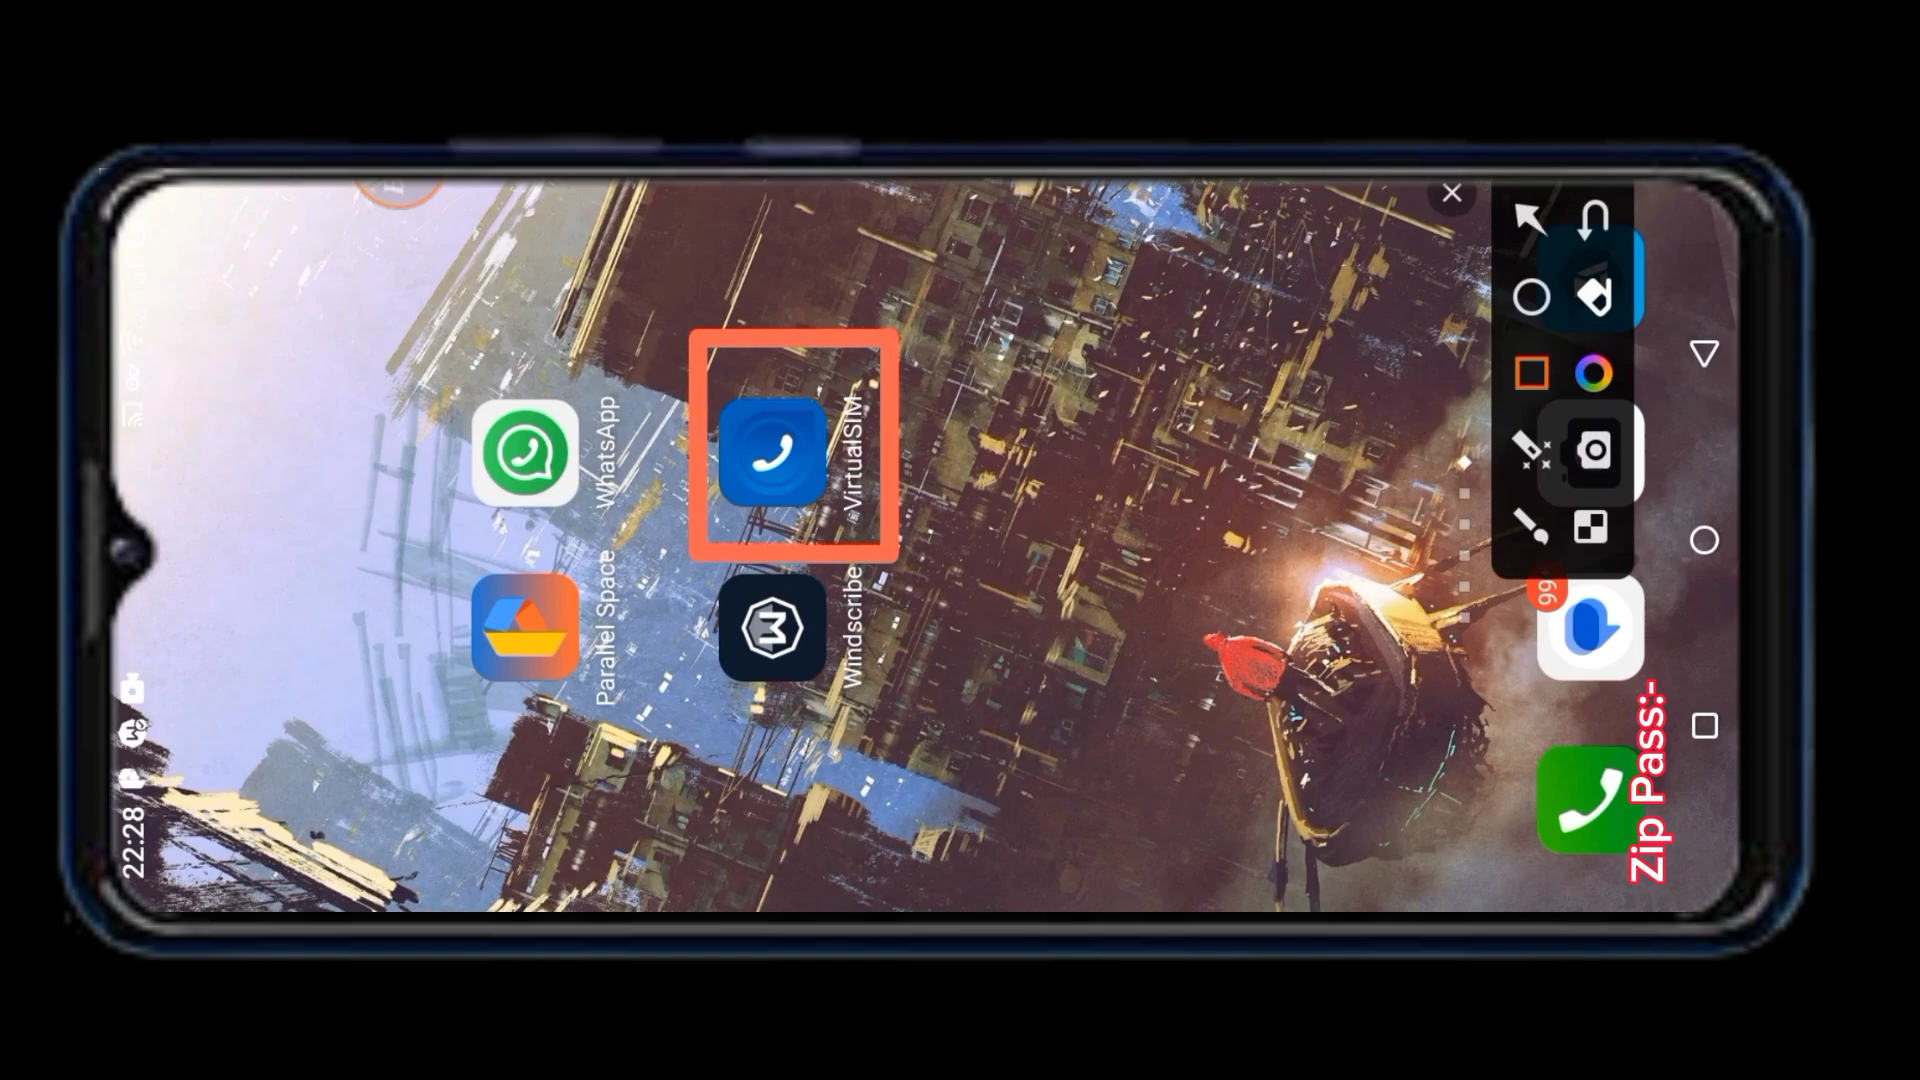 22:28
Parallel Space
WhatsApp
Windscribe
VirtualSIM
99
Zip Pass:-